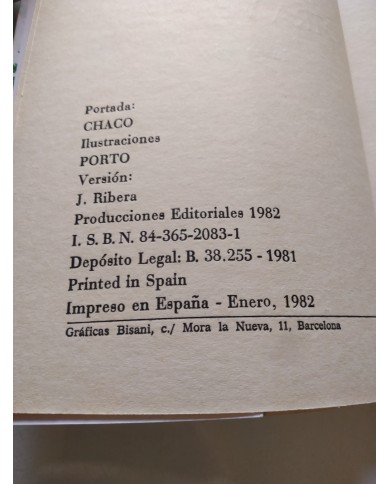 Portada:
CHACO
Ilustraciones
PORTO
Versión:
J. Ribera
Producciones Editoriales 1982
I. S. B. N. 84-365-2083-1
Depósito Legal: B. 38.255 - 1981
Printed in Spain
Impreso en España - Enero, 1982
Gráficas Bisani, c./ Mora la Nueva, 11, Barcelona